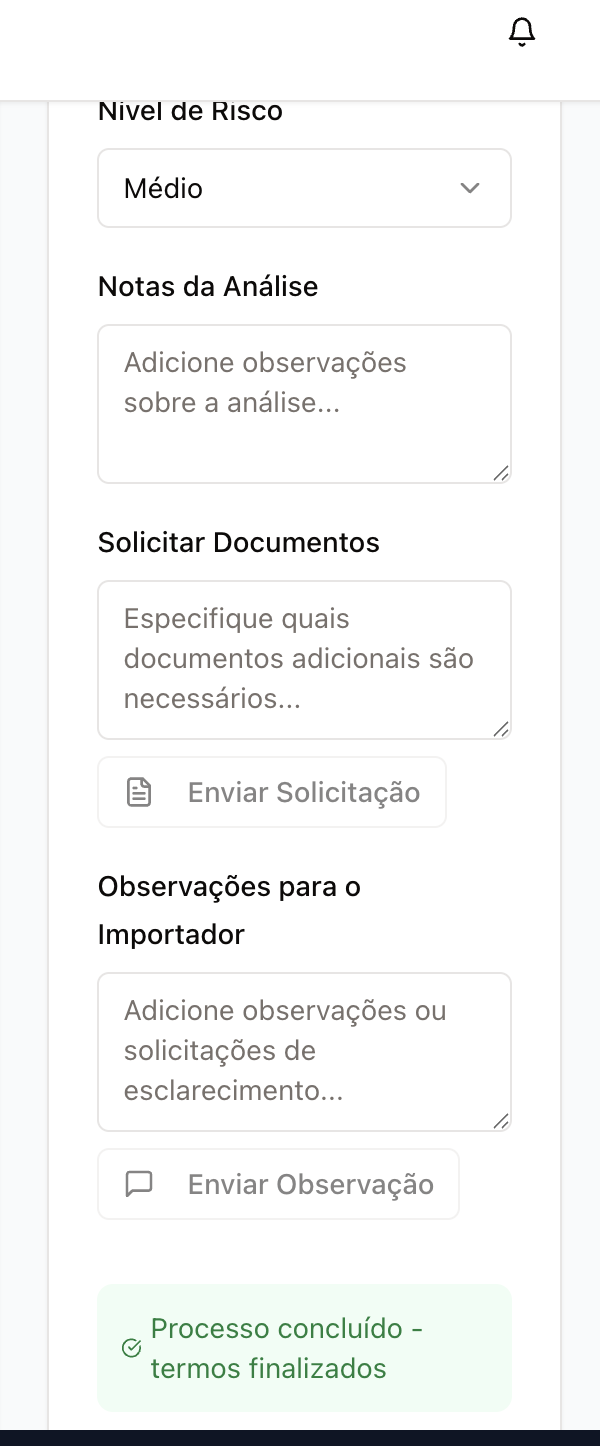 Nível de Risco
Médio
Notas da Análise
Adicione observações
sobre a análise...
Solicitar Documentos
Especifique quais
documentos adicionais são
necessários...
Enviar Solicitação
Observações para o
Importador
Adicione observações ou
solicitações de
esclarecimento...
Enviar Observação
Processo concluído -
termos finalizados